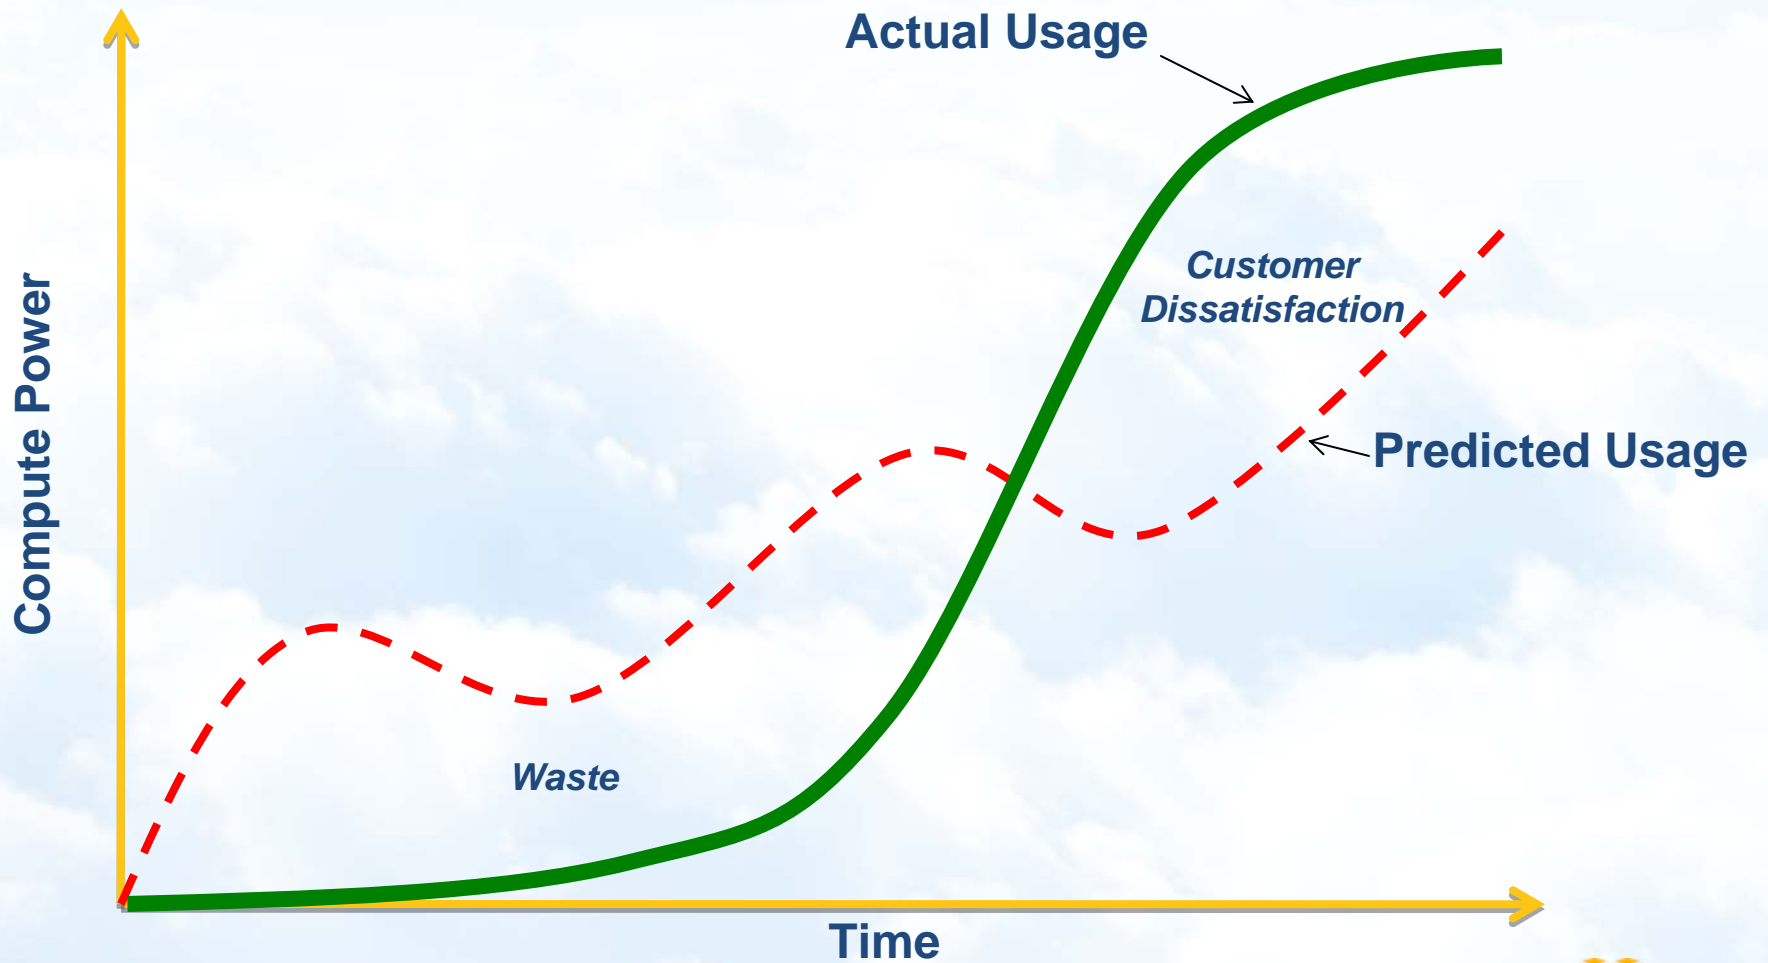 Actual Usage
Customer
Dissatisfaction
Compute Power
Predicted Usage
Waste
Time